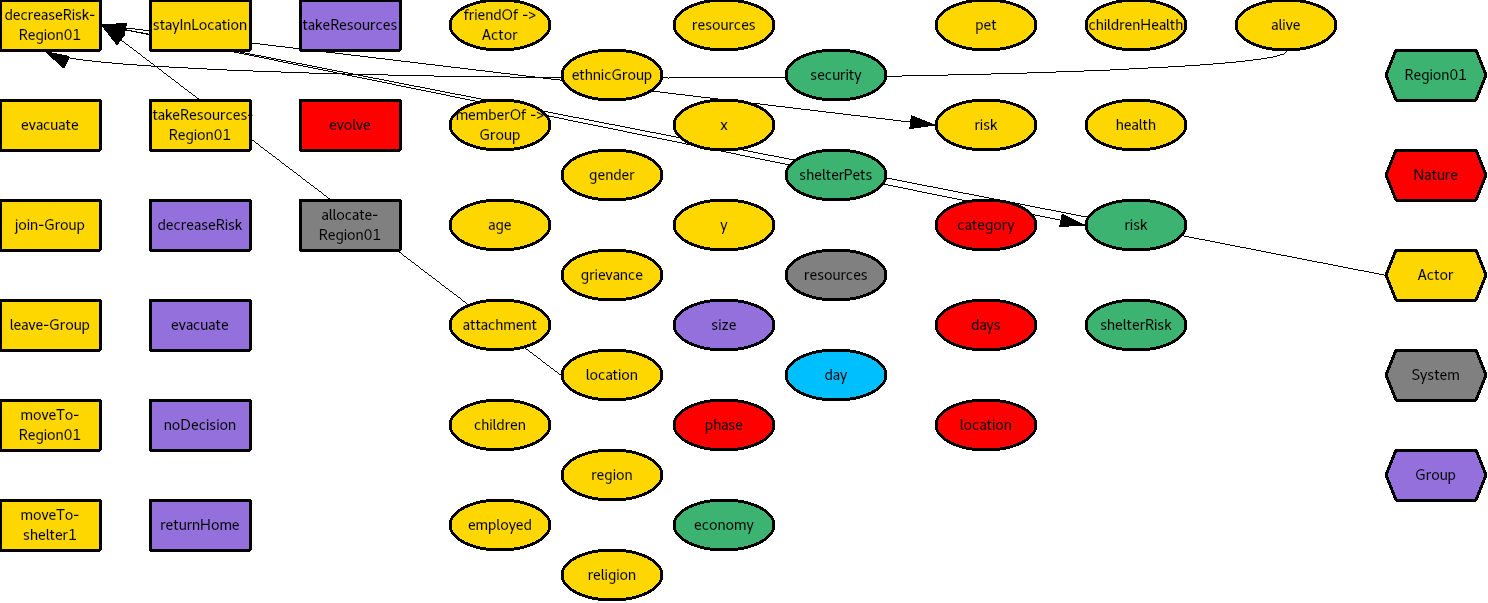 decreaseRisk-
Region01
stayInLocation
takeResources
friendOf ->
Actor
resources
pet
childrenHealth
alive
ethnicGroup
security
Region01
evacuate
takeResources-
Region01
evolve
memberOf ->
Group
x
risk
health
gender
shelterPets
Nature
join-Group
decreaseRisk
allocate-
Region01
age
y
category
risk
grievance
resources
Actor
leave-Group
evacuate
attachment
size
days
shelterRisk
location
day
System
moveTo-
Region01
noDecision
children
phase
location
region
Group
moveTo-
shelter1
returnHome
employed
economy
religion